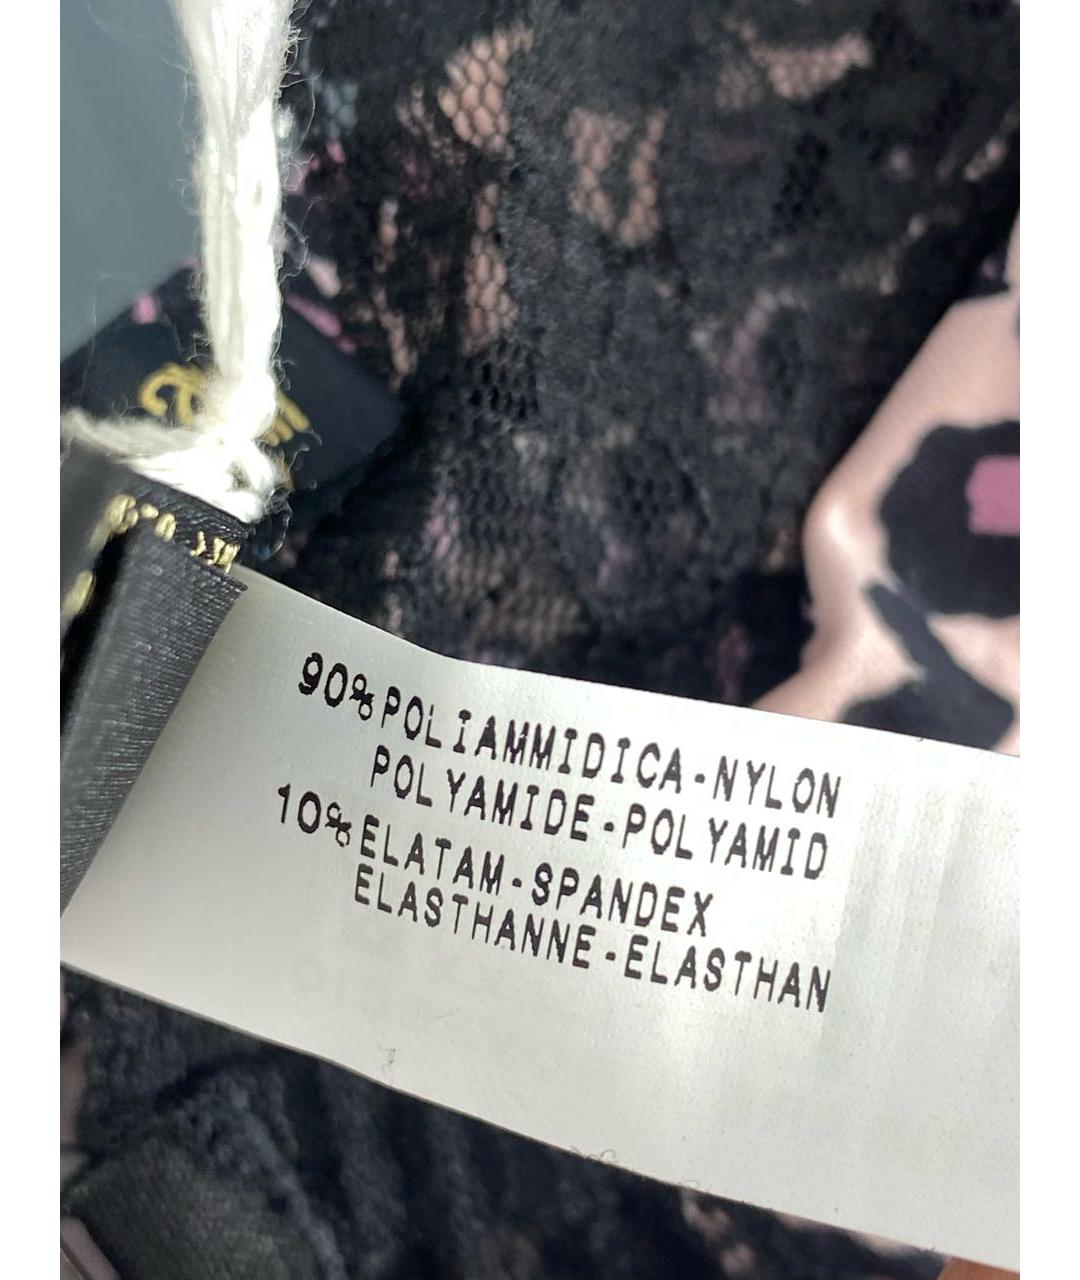 90% POLIAMMIDICA-NYLON
POLYAMIDE-POLYAMID
10% ELATAM-SPANDEX
ELASTHANNE-ELASTHAN